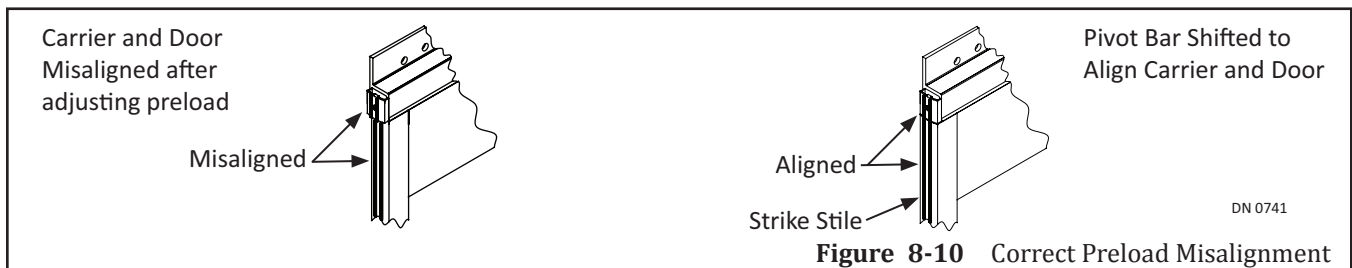 Carrier and Door
Misaligned after
adjusting preload
Misaligned
Pivot Bar Shifted to
Align Carrier and Door
Aligned
Strike Stile
DN 0741
Figure 8-10 Correct Preload Misalignment